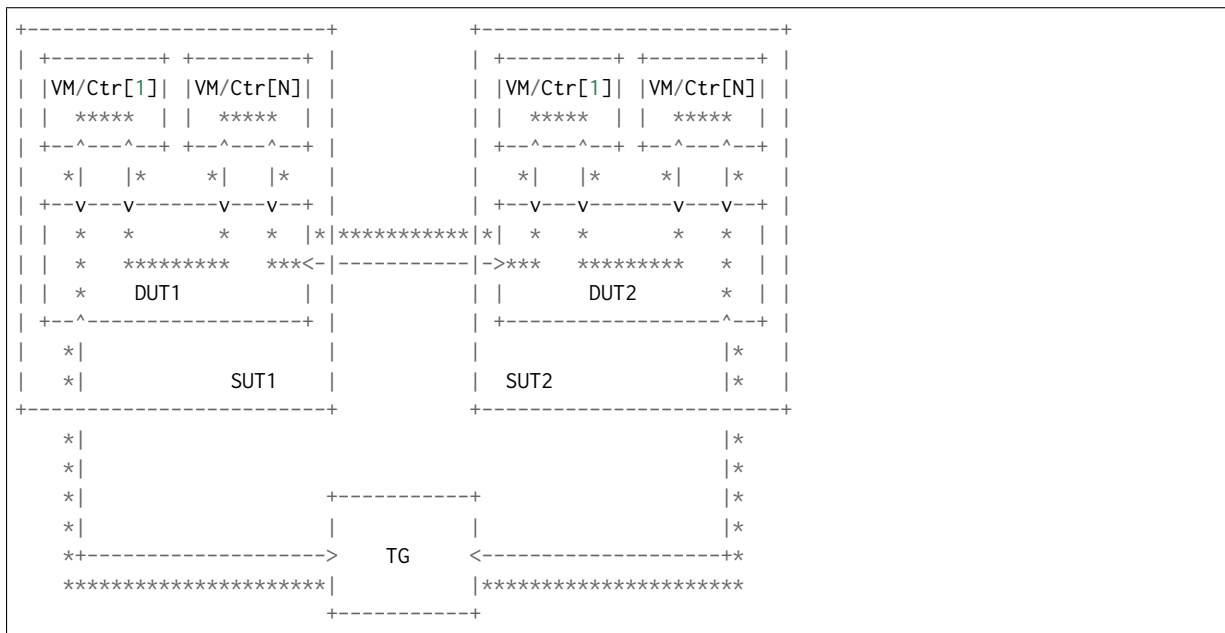 +-------------------------+           +-------------------------+
| +---------+ +---------+ |           | +---------+ +---------+ |
| |VM/Ctr[1]| |VM/Ctr[N]| |           | |VM/Ctr[1]| |VM/Ctr[N]| |
| |  *****  | |  *****  | |           | |  *****  | |  *****  | |
| +--^---^--+ +--^---^--+ |           | +--^---^--+ +--^---^--+ |
|   *|   |*     *|   |*   |           |   *|   |*     *|   |*   |
| +--v---v-------v---v--+ |           | +--v---v-------v---v--+ |
| |  *   *       *   *  |*|***********|*|  *   *       *   *  | |
| |  *   *********   ***<-|-----------|->***   *********   *  | |
| |  *    DUT1          | |           | |       DUT2       *  | |
| +--^------------------+ |           | +------------------^--+ |
|   *|                    |           |                    |*   |
|   *|            SUT1    |           |  SUT2              |*   |
+-------------------------+           +-------------------------+
    *|                                                     |*
    *|                                                     |*
    *|                    +-----------+                    |*
    *|                    |           |                    |*
    *+-------------------->    TG     <--------------------+*
    **********************|           |**********************
                          +-----------+